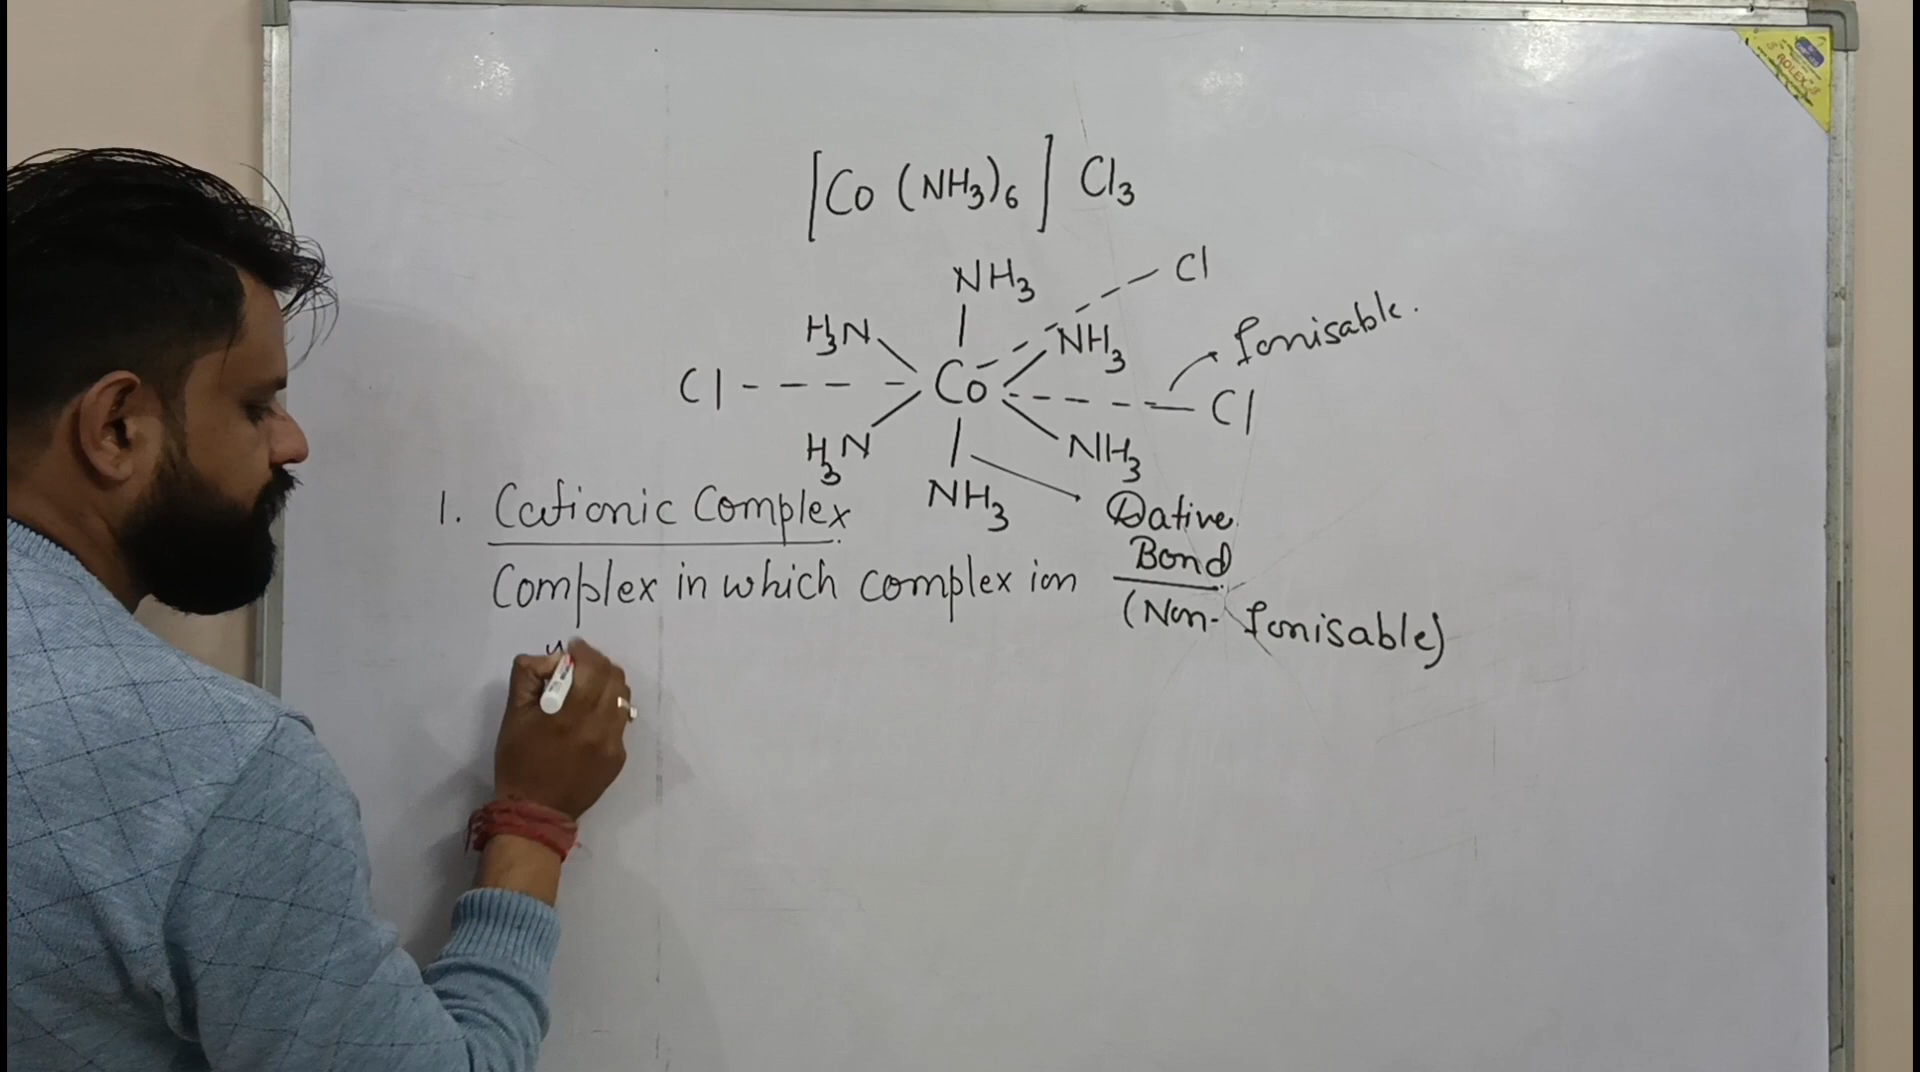 [Co (NH3)6] Cl3
NH3 Cl
H3N NH3 Ionisable.
Cl Co Cl
H3N NH3
NH3
1. Cationic Complex
Dative
Bond
Complex in which complex ion
(Non-Ionisable)
ROLEX